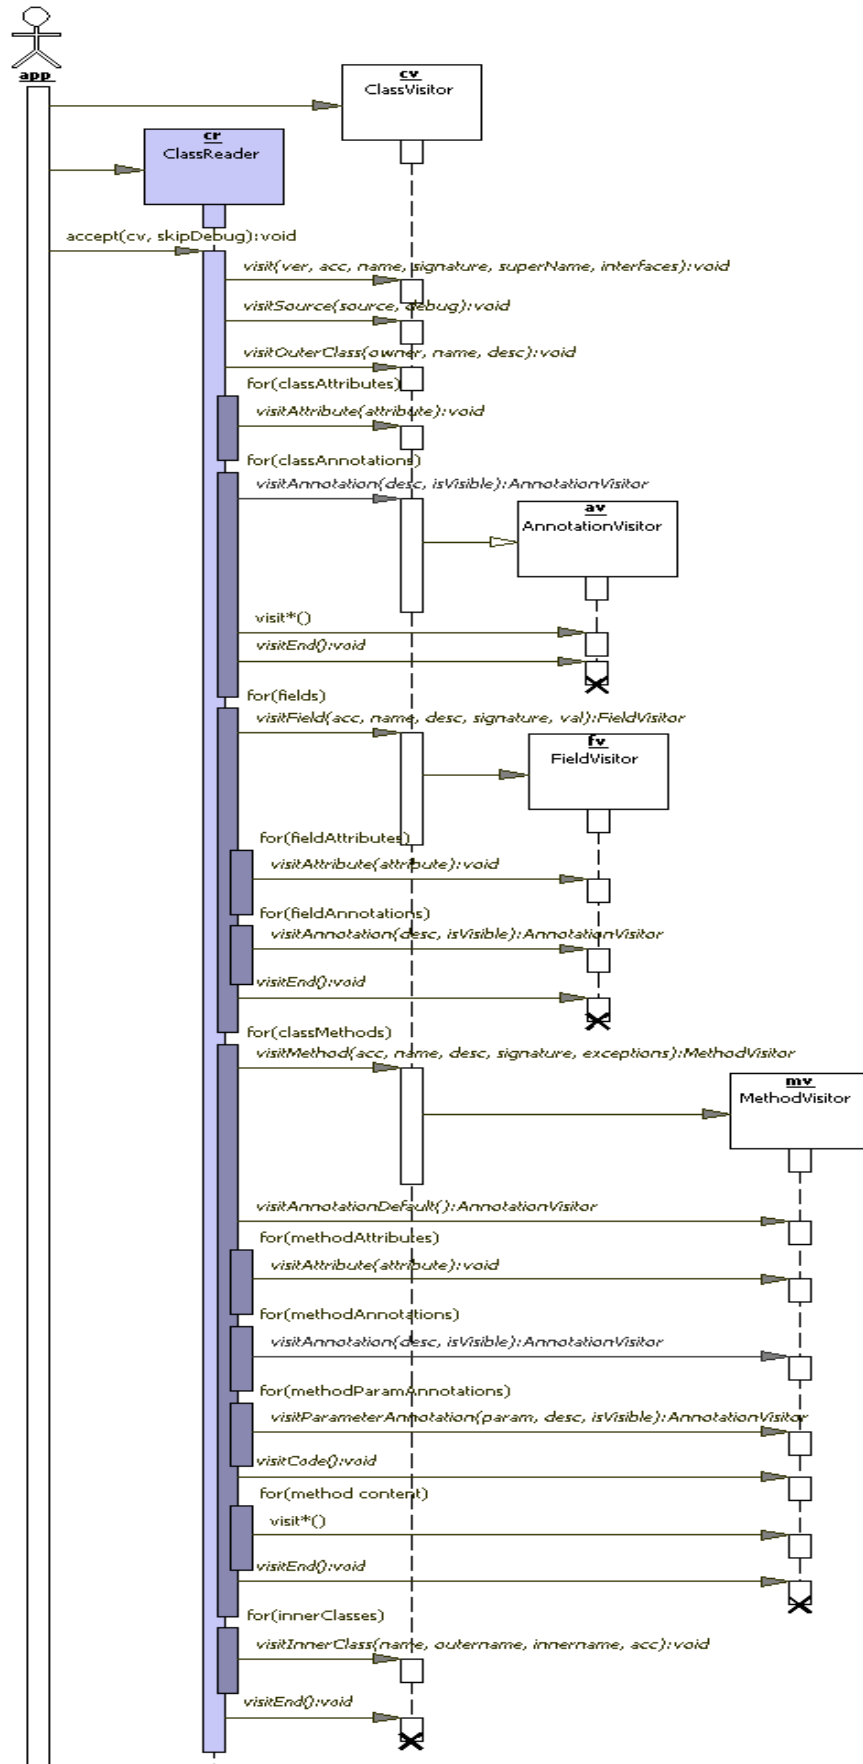 app
cv
ClassVisitor
cr
ClassReader
accept(cv, skipDebug):void
visit(ver, acc, name, signature, superName, interfaces):void
visitSource(source, debug):void
visitOuterClass(owner, name, desc):void
for(classAttributes)
visitAttribute(attribute):void
for(classAnnotations)
visitAnnotation(desc, isVisible):AnnotationVisitor
av
AnnotationVisitor
visit*()
visitEnd():void
for(fields)
visitField(acc, name, desc, signature, val):FieldVisitor
fv
FieldVisitor
for(fieldAttributes)
visitAttribute(attribute):void
for(fieldAnnotations)
visitAnnotation(desc, isVisible):AnnotationVisitor
visitEnd():void
for(classMethods)
visitMethod(acc, name, desc, signature, exceptions):MethodVisitor
mv
MethodVisitor
visitAnnotationDefault():AnnotationVisitor
for(methodAttributes)
visitAttribute(attribute):void
for(methodAnnotations)
visitAnnotation(desc, isVisible):AnnotationVisitor
for(methodParamAnnotations)
visitParameterAnnotation(param, desc, isVisible):AnnotationVisitor
visitCode():void
for(method content)
visit*()
visitEnd():void
for(innerClasses)
visitInnerClass(name, outername, innername, acc):void
visitEnd():void